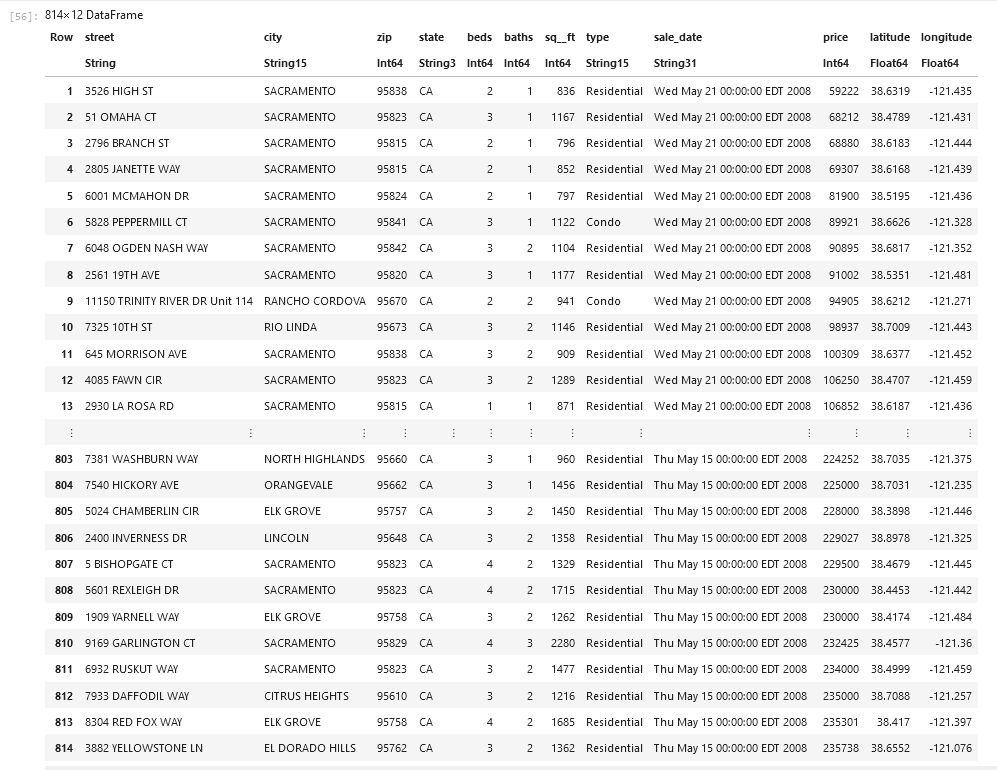 [56]: 814×12 DataFrame
Row street city zip state beds baths sq__ft type sale_date price latitude longitude
String String15 Int64 String3 Int64 Int64 Int64 String15 String31 Int64 Float64 Float64
1 3526 HIGH ST SACRAMENTO 95838 CA 2 1 836 Residential Wed May 21 00:00:00 EDT 2008 59222 38.6319 -121.435
2 51 OMAHA CT SACRAMENTO 95823 CA 3 1 1167 Residential Wed May 21 00:00:00 EDT 2008 68212 38.4789 -121.431
3 2796 BRANCH ST SACRAMENTO 95815 CA 2 1 796 Residential Wed May 21 00:00:00 EDT 2008 68880 38.6183 -121.444
4 2805 JANETTE WAY SACRAMENTO 95815 CA 2 1 852 Residential Wed May 21 00:00:00 EDT 2008 69307 38.6168 -121.439
5 6001 MCMAHON DR SACRAMENTO 95824 CA 2 1 797 Residential Wed May 21 00:00:00 EDT 2008 81900 38.5195 -121.436
6 5828 PEPPERMILL CT SACRAMENTO 95841 CA 3 1 1122 Condo Wed May 21 00:00:00 EDT 2008 89921 38.6626 -121.328
7 6048 OGDEN NASH WAY SACRAMENTO 95842 CA 3 2 1104 Residential Wed May 21 00:00:00 EDT 2008 90895 38.6817 -121.352
8 2561 19TH AVE SACRAMENTO 95820 CA 3 1 1177 Residential Wed May 21 00:00:00 EDT 2008 91002 38.5351 -121.481
9 11150 TRINITY RIVER DR Unit 114 RANCHO CORDOVA 95670 CA 2 2 941 Condo Wed May 21 00:00:00 EDT 2008 94905 38.6212 -121.271
10 7325 10TH ST RIO LINDA 95673 CA 3 2 1146 Residential Wed May 21 00:00:00 EDT 2008 98937 38.7009 -121.443
11 645 MORRISON AVE SACRAMENTO 95838 CA 3 2 909 Residential Wed May 21 00:00:00 EDT 2008 100309 38.6377 -121.452
12 4085 FAWN CIR SACRAMENTO 95823 CA 3 2 1289 Residential Wed May 21 00:00:00 EDT 2008 106250 38.4707 -121.459
13 2930 LA ROSA RD SACRAMENTO 95815 CA 1 1 871 Residential Wed May 21 00:00:00 EDT 2008 106852 38.6187 -121.436
⋮ ⋮ ⋮ ⋮ ⋮ ⋮ ⋮ ⋮ ⋮ ⋮ ⋮ ⋮ ⋮
803 7381 WASHBURN WAY NORTH HIGHLANDS 95660 CA 3 1 960 Residential Thu May 15 00:00:00 EDT 2008 224252 38.7035 -121.375
804 7540 HICKORY AVE ORANGEVALE 95662 CA 3 1 1456 Residential Thu May 15 00:00:00 EDT 2008 225000 38.7031 -121.235
805 5024 CHAMBERLIN CIR ELK GROVE 95757 CA 3 2 1450 Residential Thu May 15 00:00:00 EDT 2008 228000 38.3898 -121.446
806 2400 INVERNESS DR LINCOLN 95648 CA 3 2 1358 Residential Thu May 15 00:00:00 EDT 2008 229027 38.8978 -121.325
807 5 BISHOPGATE CT SACRAMENTO 95823 CA 4 2 1329 Residential Thu May 15 00:00:00 EDT 2008 229500 38.4679 -121.445
808 5601 REXLEIGH DR SACRAMENTO 95823 CA 4 2 1715 Residential Thu May 15 00:00:00 EDT 2008 230000 38.4453 -121.442
809 1909 YARNELL WAY ELK GROVE 95758 CA 3 2 1262 Residential Thu May 15 00:00:00 EDT 2008 230000 38.4174 -121.484
810 9169 GARLINGTON CT SACRAMENTO 95829 CA 4 3 2280 Residential Thu May 15 00:00:00 EDT 2008 232425 38.4577 -121.36
811 6932 RUSKUT WAY SACRAMENTO 95823 CA 3 2 1477 Residential Thu May 15 00:00:00 EDT 2008 234000 38.4999 -121.459
812 7933 DAFFODIL WAY CITRUS HEIGHTS 95610 CA 3 2 1216 Residential Thu May 15 00:00:00 EDT 2008 235000 38.7088 -121.257
813 8304 RED FOX WAY ELK GROVE 95758 CA 4 2 1685 Residential Thu May 15 00:00:00 EDT 2008 235301 38.417 -121.397
814 3882 YELLOWSTONE LN EL DORADO HILLS 95762 CA 3 2 1362 Residential Thu May 15 00:00:00 EDT 2008 235738 38.6552 -121.076